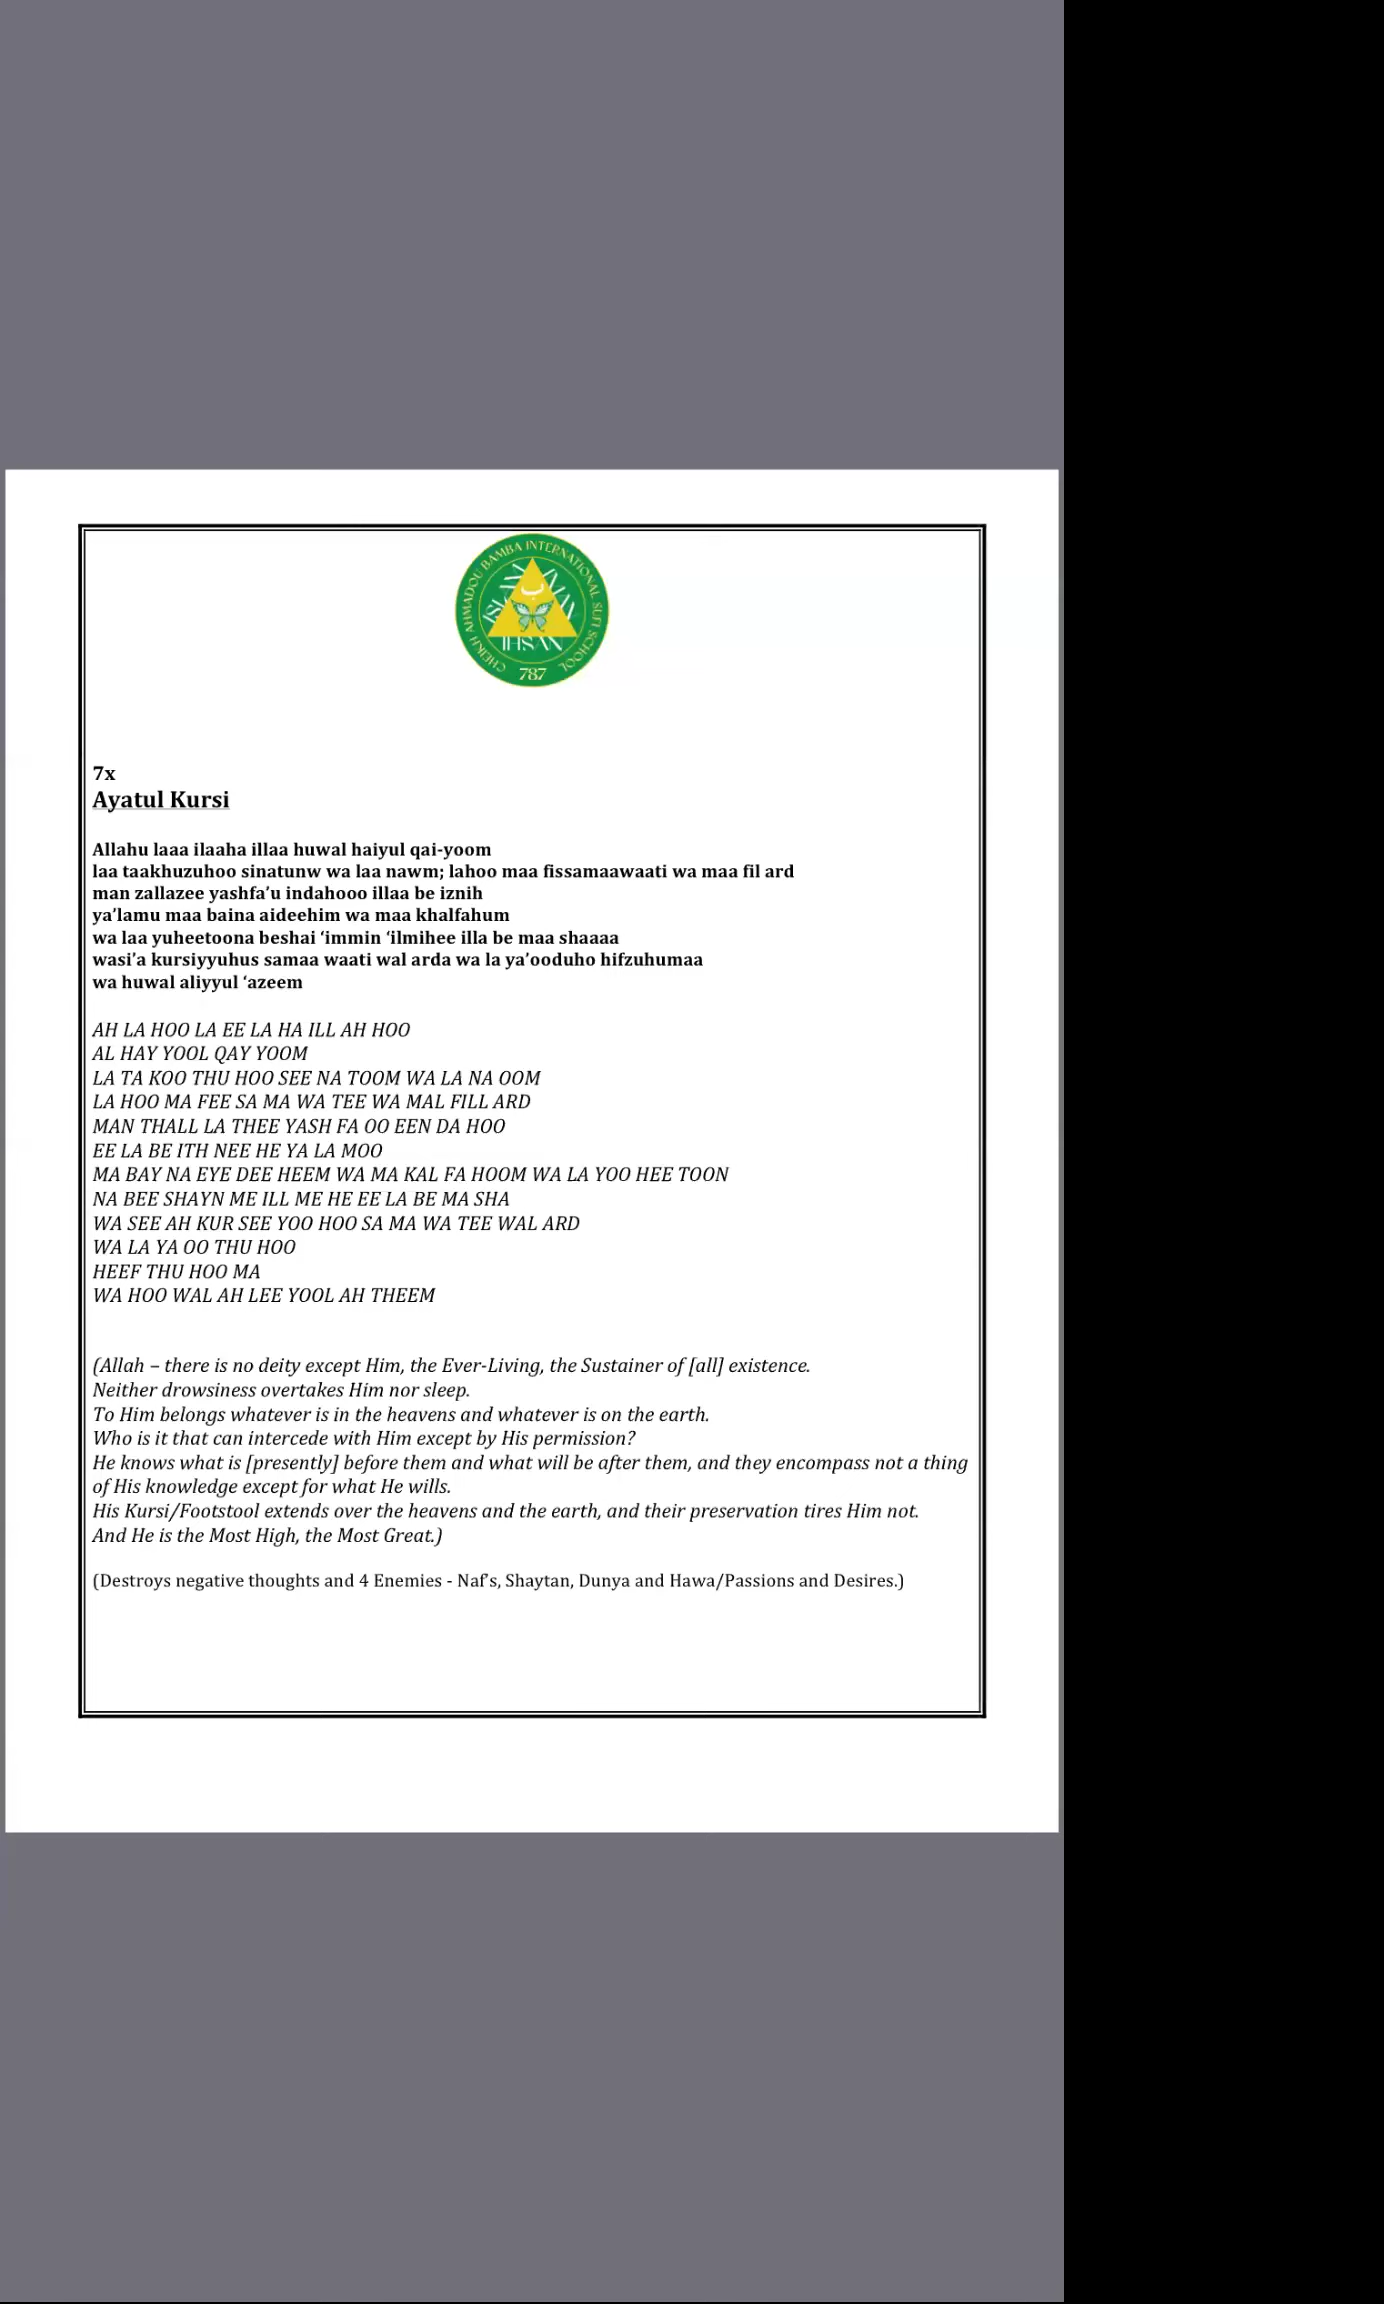 CHEIKH AHMADOU BAMBA INTERNATIONAL SUFI SCHOOL
ب
IHSAN
787
7x
Ayatul Kursi
Allahu laaa ilaaha illaa huwal haiyul qai-yoom
laa taakhuzuhoo sinatunw wa laa nawm; lahoo maa fissamaawaati wa maa fil ard
man zallazee yashfa’u indahooo illaa be iznih
ya’lamu maa baina aideehim wa maa khalfahum
wa laa yuheetoona beshai ‘immin ‘ilmihee illa be maa shaaaa
wasi’a kursiyyuhus samaa waati wal arda wa la ya’ooduho hifzuhumaa
wa huwal aliyyul ‘azeem
AH LA HOO LA EE LA HA ILL AH HOO
AL HAY YOOL QAY YOOM
LA TA KOO THU HOO SEE NA TOOM WA LA NA OOM
LA HOO MA FEE SA MA WA TEE WA MAL FILL ARD
MAN THALL LA THEE YASH FA OO EEN DA HOO
EE LA BE ITH NEE HE YA LA MOO
MA BAY NA EYE DEE HEEM WA MA KAL FA HOOM WA LA YOO HEE TOON
NA BEE SHAYN ME ILL ME HE EE LA BE MA SHA
WA SEE AH KUR SEE YOO HOO SA MA WA TEE WAL ARD
WA LA YA OO THU HOO
HEEF THU HOO MA
WA HOO WAL AH LEE YOOL AH THEEM
(Allah – there is no deity except Him, the Ever-Living, the Sustainer of [all] existence.
Neither drowsiness overtakes Him nor sleep.
To Him belongs whatever is in the heavens and whatever is on the earth.
Who is it that can intercede with Him except by His permission?
He knows what is [presently] before them and what will be after them, and they encompass not a thing
of His knowledge except for what He wills.
His Kursi/Footstool extends over the heavens and the earth, and their preservation tires Him not.
And He is the Most High, the Most Great.)
(Destroys negative thoughts and 4 Enemies - Naf’s, Shaytan, Dunya and Hawa/Passions and Desires.)